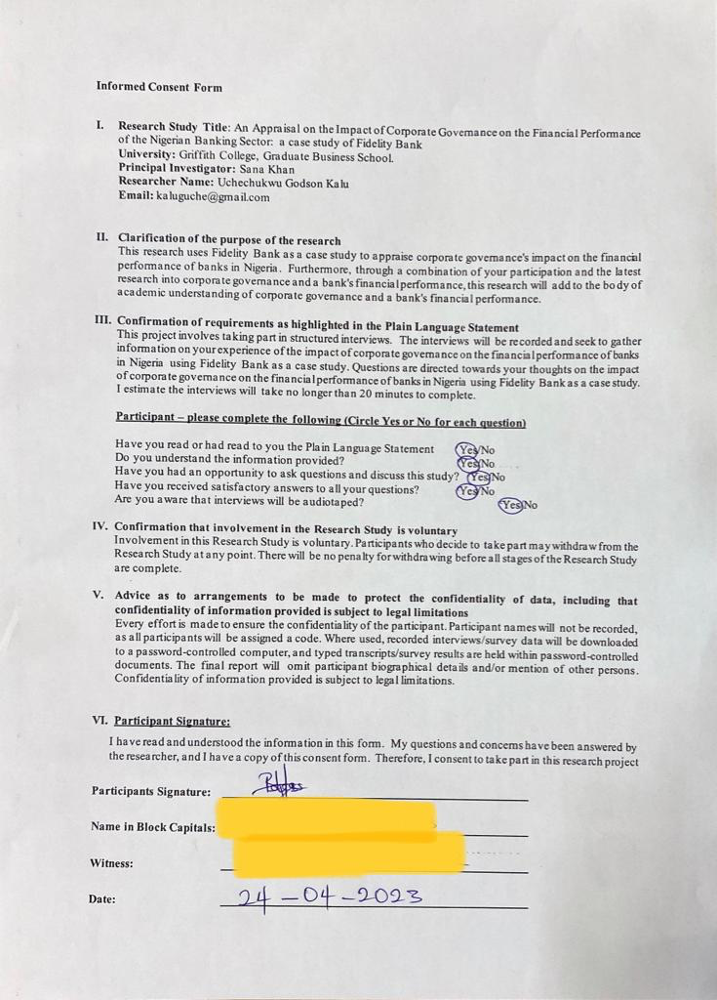 Informed Consent Form
I. Research Study Title: An Appraisal on the Impact of Corporate Governance on the Financial Performance
of the Nigerian Banking Sector: a case study of Fidelity Bank
University: Griffith College, Graduate Business School.
Principal Investigator: Sana Khan
Researcher Name: Uchechukwu Godson Kalu
Email: kaluguche@gmail.com
II. Clarification of the purpose of the research
This research uses Fidelity Bank as a case study to appraise corporate governance's impact on the financial
performance of banks in Nigeria. Furthermore, through a combination of your participation and the latest
research into corporate governance and a bank's financial performance, this research will add to the body of
academic understanding of corporate governance and a bank's financial performance.
III. Confirmation of requirements as highlighted in the Plain Language Statement
This project involves taking part in structured interviews. The interviews will be recorded and seek to gather
information on your experience of the impact of corporate governance on the financial performance of banks
in Nigeria using Fidelity Bank as a case study. Questions are directed towards your thoughts on the impact
of corporate governance on the financial performance of banks in Nigeria using Fidelity Bank as a case study.
I estimate the interviews will take no longer than 20 minutes to complete.
Participant – please complete the following (Circle Yes or No for each question)
Have you read or had read to you the Plain Language Statement Yes/No
Do you understand the information provided? Yes/No
Have you had an opportunity to ask questions and discuss this study? Yes/No
Have you received satisfactory answers to all your questions? Yes/No
Are you aware that interviews will be audiotaped? Yes/No
IV. Confirmation that involvement in the Research Study is voluntary
Involvement in this Research Study is voluntary. Participants who decide to take part may withdraw from the
Research Study at any point. There will be no penalty for withdrawing before all stages of the Research Study
are complete.
V. Advice as to arrangements to be made to protect the confidentiality of data, including that
confidentiality of information provided is subject to legal limitations
Every effort is made to ensure the confidentiality of the participant. Participant names will not be recorded,
as all participants will be assigned a code. Where used, recorded interviews/survey data will be downloaded
to a password-controlled computer, and typed transcripts/survey results are held within password-controlled
documents. The final report will omit participant biographical details and/or mention of other persons.
Confidentiality of information provided is subject to legal limitations.
VI. Participant Signature:
I have read and understood the information in this form. My questions and concerns have been answered by
the researcher, and I have a copy of this consent form. Therefore, I consent to take part in this research project
Participants Signature:
Name in Block Capitals:
Witness:
Date: 24-04-2023